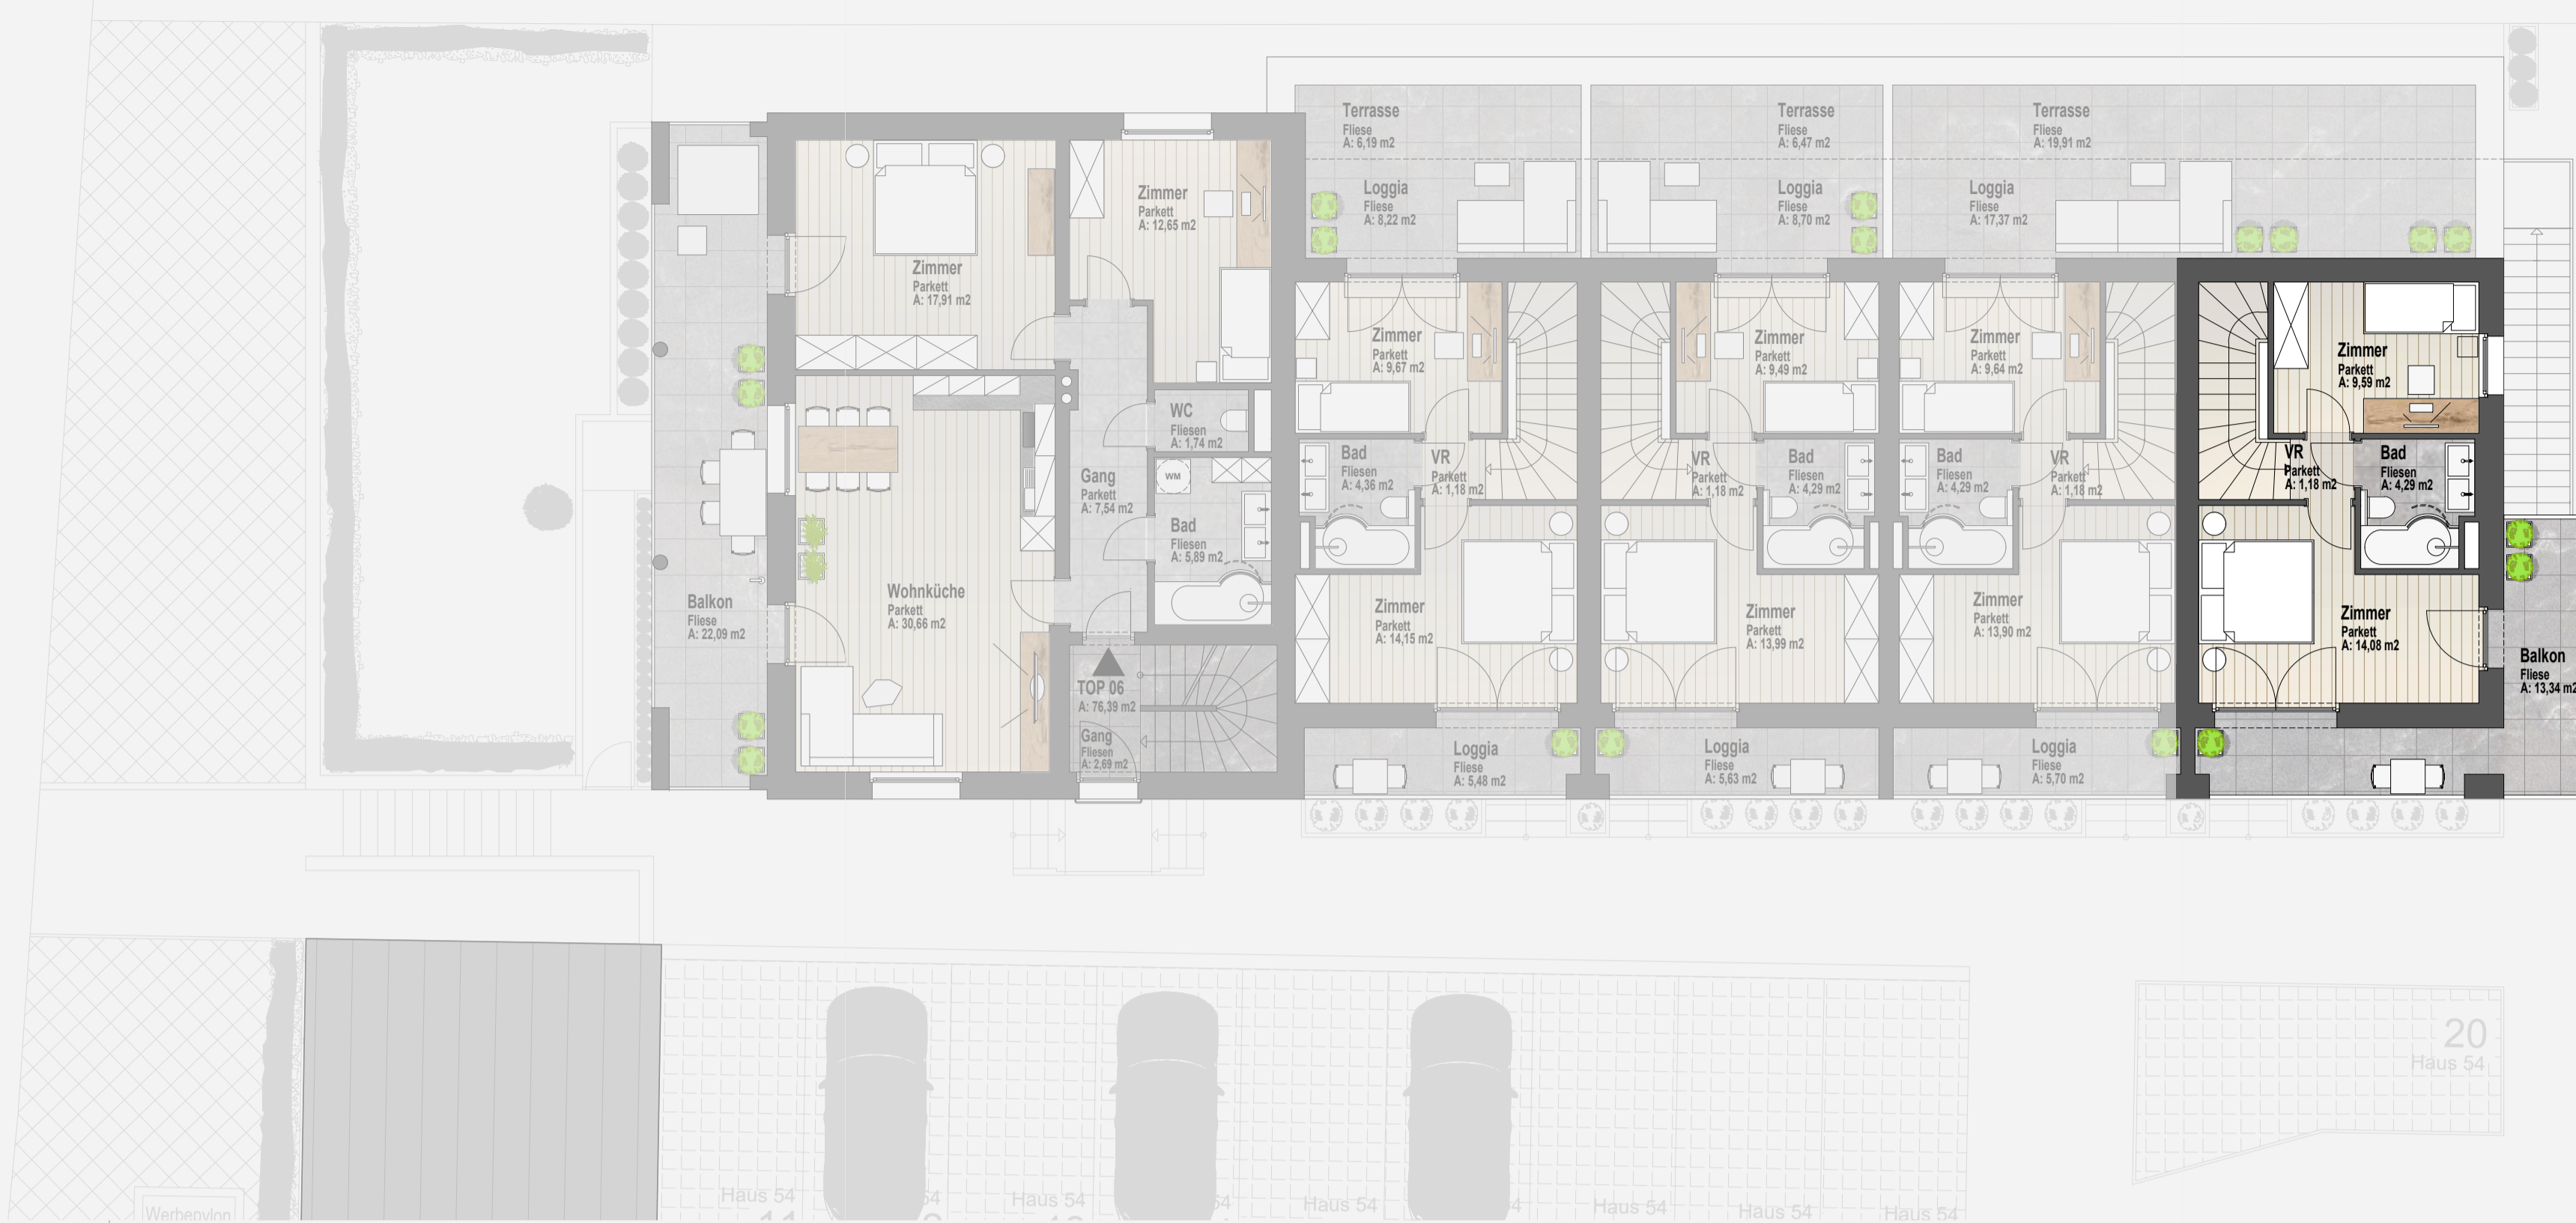 Terrasse
Fliese
A: 6,19 m2
Terrasse
Fliese
A: 6,47 m2
Terrasse
Fliese
A: 19,91 m2
Loggia
Fliese
A: 8,22 m2
Loggia
Fliese
A: 8,70 m2
Loggia
Fliese
A: 17,37 m2
Zimmer
Parkett
A: 17,91 m2
Zimmer
Parkett
A: 12,65 m2
Zimmer
Parkett
A: 9,67 m2
Zimmer
Parkett
A: 9,49 m2
Zimmer
Parkett
A: 9,64 m2
Zimmer
Parkett
A: 9,59 m2
WC
Fliesen
A: 1,74 m2
Gang
Parkett
A: 7,54 m2
WM
Bad
Fliesen
A: 5,89 m2
Bad
Fliesen
A: 4,36 m2
VR
Parkett
A: 1,18 m2
VR
Parkett
A: 1,18 m2
Bad
Fliesen
A: 4,29 m2
Bad
Fliesen
A: 4,29 m2
VR
Parkett
A: 1,18 m2
VR
Parkett
A: 1,18 m2
Bad
Fliesen
A: 4,29 m2
Balkon
Fliese
A: 22,09 m2
Wohnküche
Parkett
A: 30,66 m2
Zimmer
Parkett
A: 14,15 m2
Zimmer
Parkett
A: 13,99 m2
Zimmer
Parkett
A: 13,90 m2
Zimmer
Parkett
A: 14,08 m2
Balkon
Fliese
A: 13,34 m2
TOP 06
A: 76,39 m2
Gang
Fliesen
A: 2,69 m2
Loggia
Fliese
A: 5,48 m2
Loggia
Fliese
A: 5,63 m2
Loggia
Fliese
A: 5,70 m2
20
Haus 54
Haus 54
54
Haus 54
54
Haus 54
4
Haus 54
Haus 54
Haus 54
Werbepylon
11